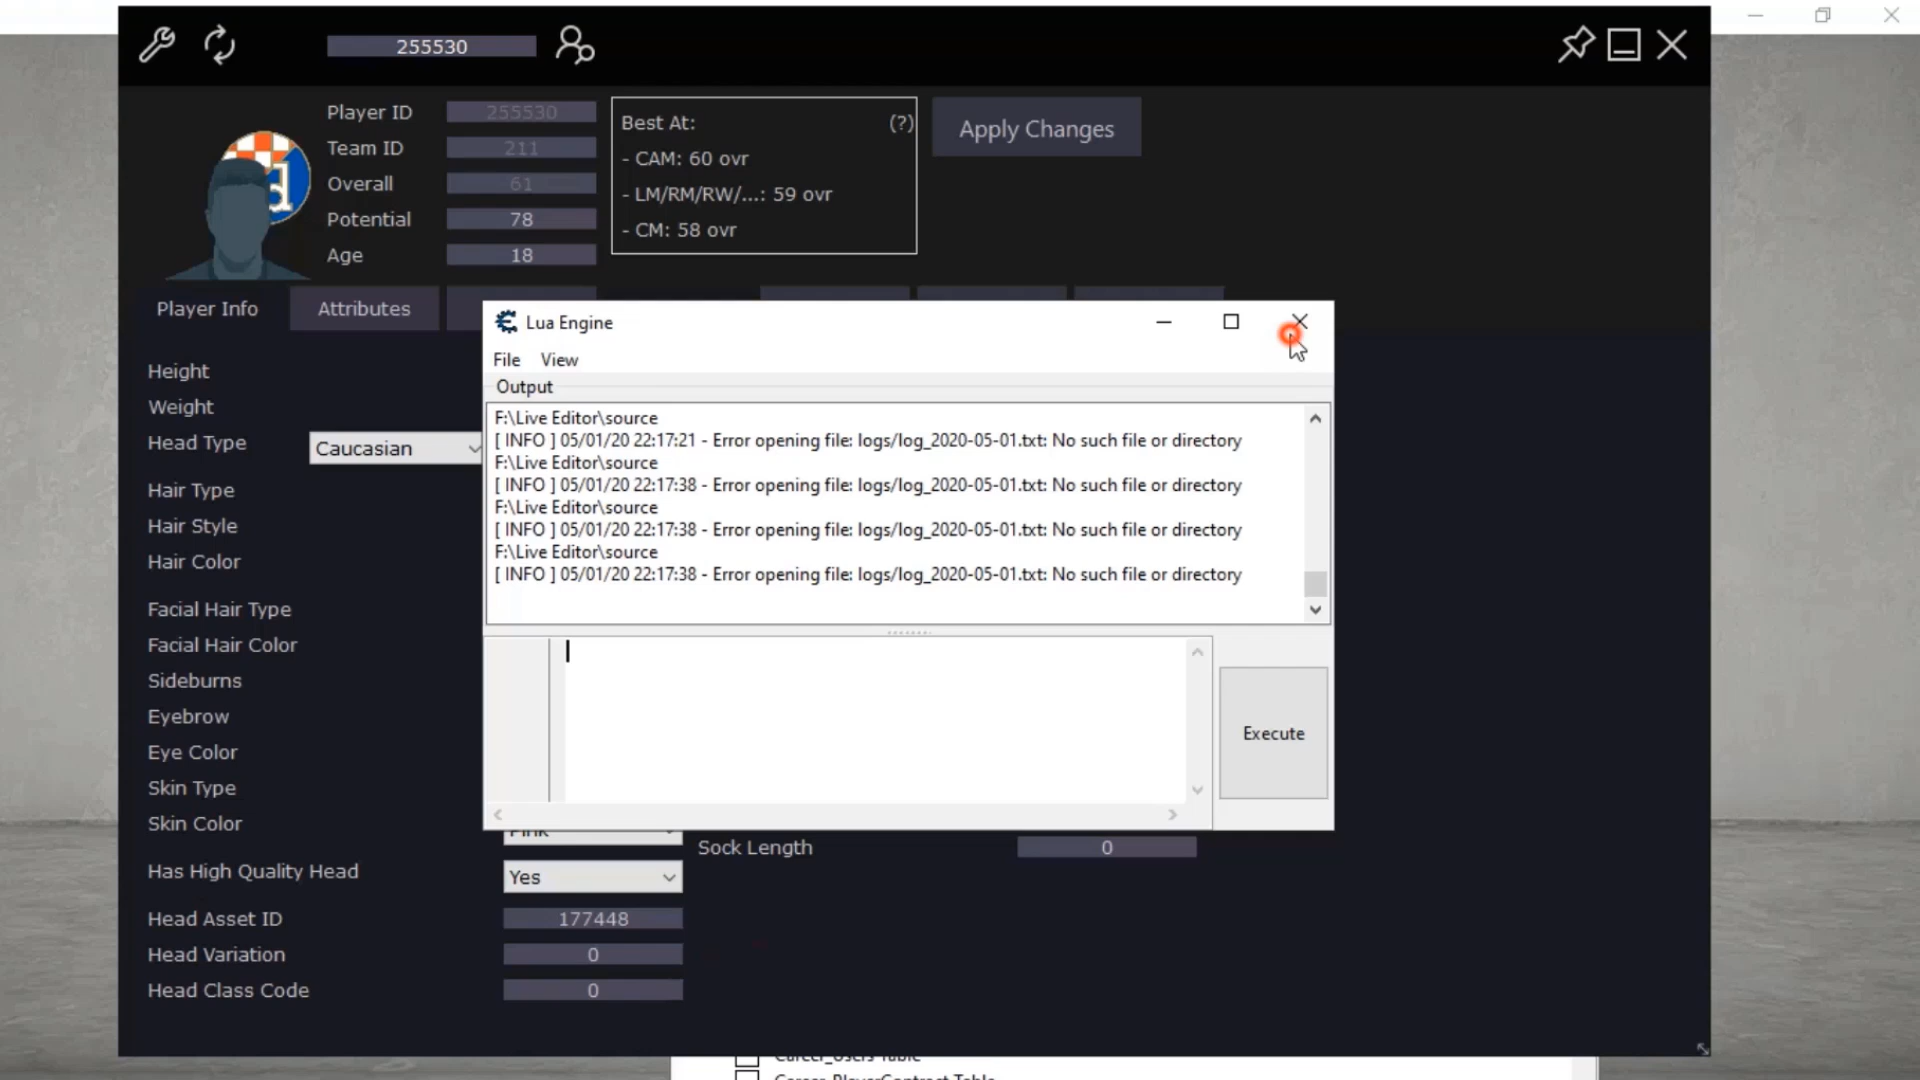 255530
Player ID
255530
Team ID
211
Overall
61
Potential
78
Age
18
Best At:
(?)
- CAM: 60 ovr
- LM/RM/RW/...: 59 ovr
- CM: 58 ovr
Apply Changes
Player Info
Attributes
Height
Weight
Head Type
Caucasian
Hair Type
Hair Style
Hair Color
Facial Hair Type
Facial Hair Color
Sideburns
Eyebrow
Eye Color
Skin Type
Skin Color
Pink
Has High Quality Head
Yes
Head Asset ID
177448
Head Variation
0
Head Class Code
0
Sock Length
0
Lua Engine
File View
Output
F:\Live Editor\source
[ INFO ] 05/01/20 22:17:21 - Error opening file: logs/log_2020-05-01.txt: No such file or directory
F:\Live Editor\source
[ INFO ] 05/01/20 22:17:38 - Error opening file: logs/log_2020-05-01.txt: No such file or directory
F:\Live Editor\source
[ INFO ] 05/01/20 22:17:38 - Error opening file: logs/log_2020-05-01.txt: No such file or directory
F:\Live Editor\source
[ INFO ] 05/01/20 22:17:38 - Error opening file: logs/log_2020-05-01.txt: No such file or directory
Execute
Career_Users Table
Career_PlayerContract Table